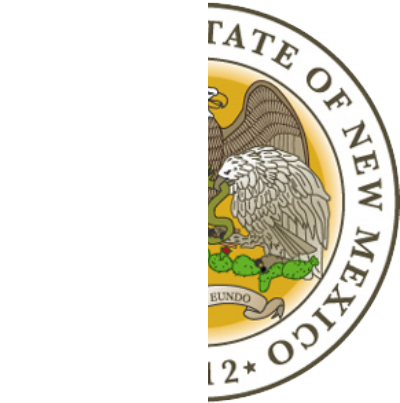 TATE OF NEW MEXICO
EUNDO
12★